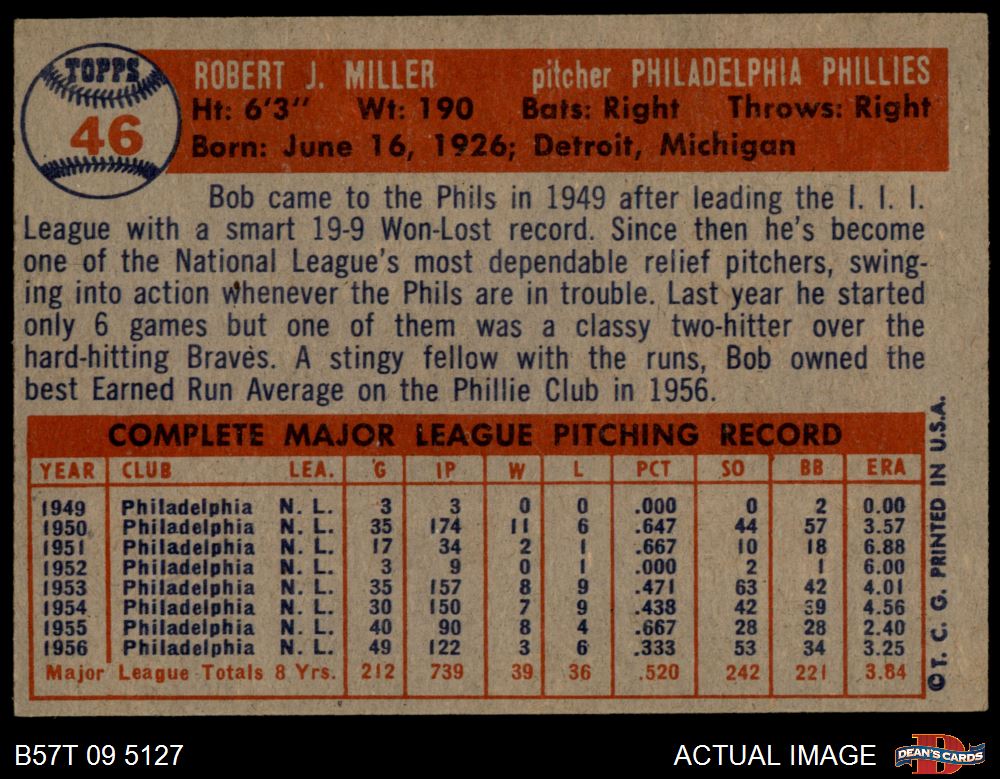 TOPPS
46
ROBERT J. MILLER pitcher PHILADELPHIA PHILLIES
Ht: 6'3" Wt: 190 Bats: Right Throws: Right
Born: June 16, 1926; Detroit, Michigan
Bob came to the Phils in 1949 after leading the I. I. I.
League with a smart 19-9 Won-Lost record. Since then he's become
one of the National League's most dependable relief pitchers, swing-
ing into action whenever the Phils are in trouble. Last year he started
only 6 games but one of them was a classy two-hitter over the
hard-hitting Braves. A stingy fellow with the runs, Bob owned the
best Earned Run Average on the Phillie Club in 1956.
COMPLETE MAJOR LEAGUE PITCHING RECORD
YEAR CLUB LEA. G IP W L PCT SO BB ERA
1949 Philadelphia N. L. 3 3 0 0 .000 0 2 0.00
1950 Philadelphia N. L. 35 174 11 6 .647 44 57 3.57
1951 Philadelphia N. L. 17 34 2 1 .667 10 18 6.88
1952 Philadelphia N. L. 3 9 0 1 .000 2 1 6.00
1953 Philadelphia N. L. 35 157 8 9 .471 63 42 4.01
1954 Philadelphia N. L. 30 150 7 9 .438 42 39 4.56
1955 Philadelphia N. L. 40 90 8 4 .667 28 28 2.40
1956 Philadelphia N. L. 49 122 3 6 .333 53 34 3.25
Major League Totals 8 Yrs. 212 739 39 36 .520 242 221 3.84
©T. C. G. PRINTED IN U.S.A.
B57T 09 5127
ACTUAL IMAGE
DEAN'S CARDS